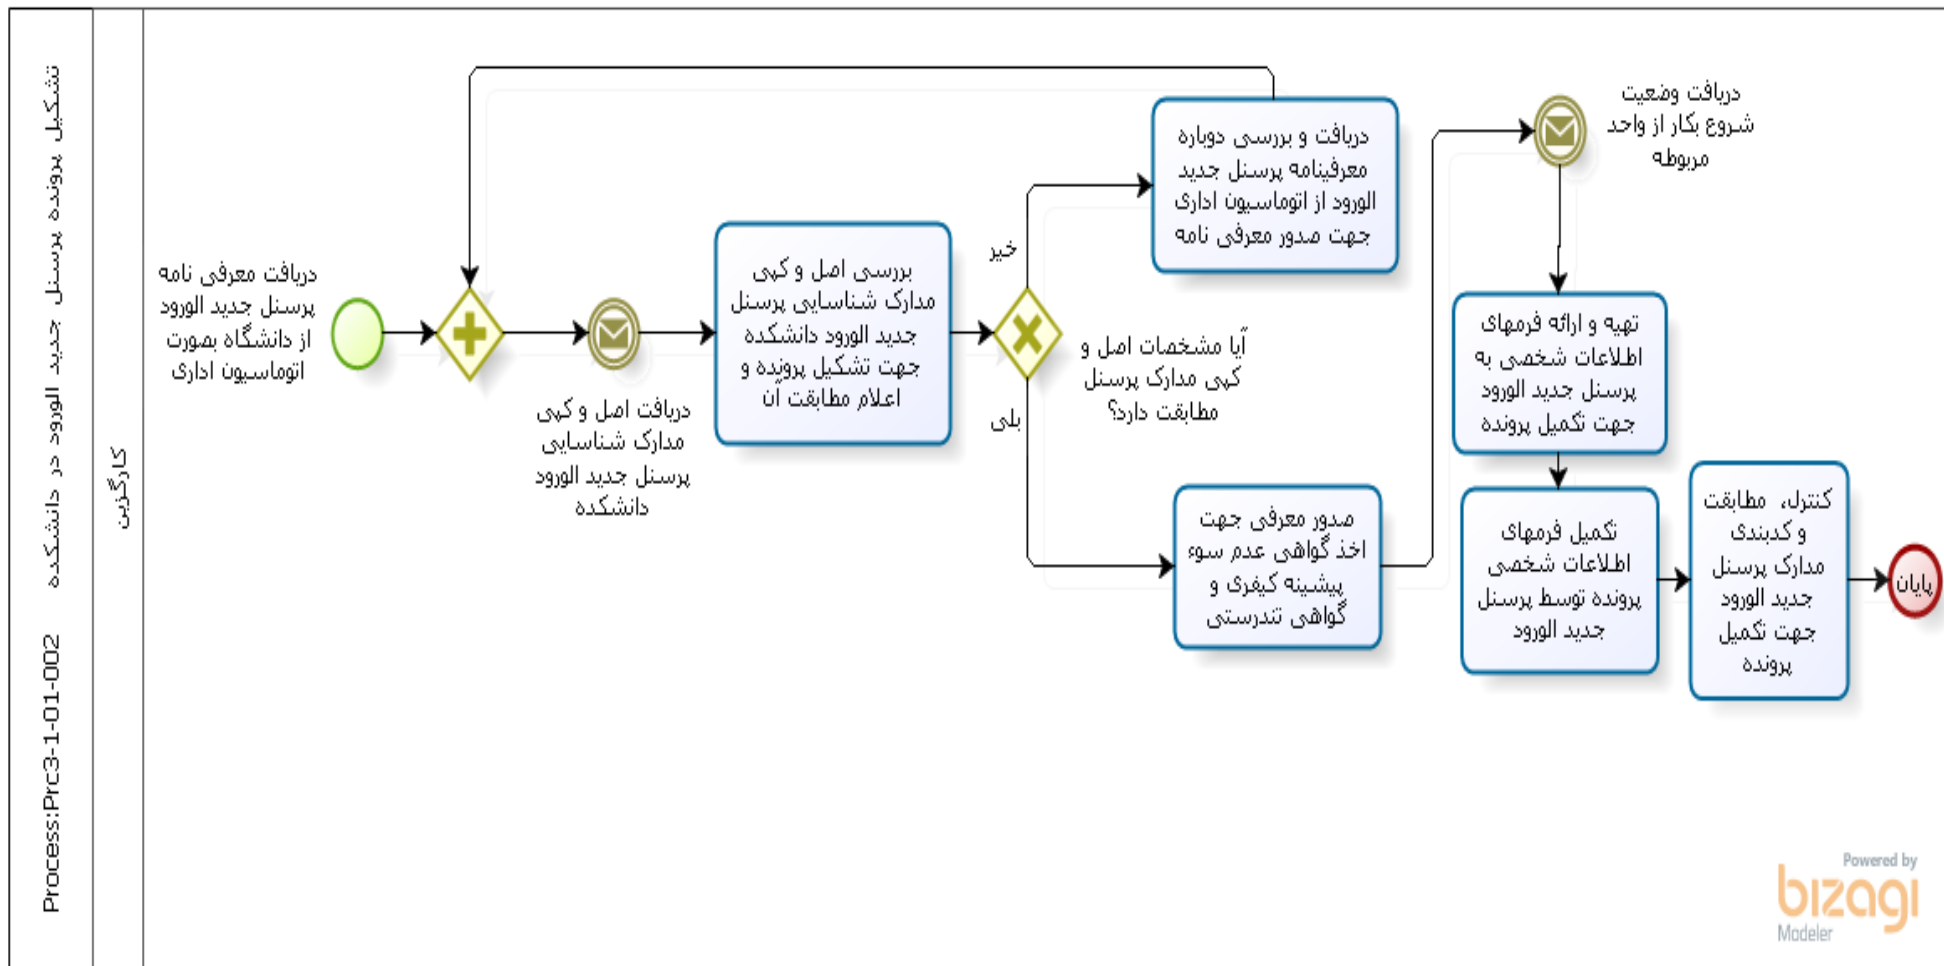 تشکیل پرونده پرسنل جدید الورود در دانشکده
Process:Prc3-1-01-002
کارگزین
دریافت معرفی نامه
پرسنل جدید الورود
از دانشگاه بصورت
اتوماسیون اداری
دریافت اصل و کپی
مدارک شناسایی
پرسنل جدید الورود
دانشکده
بررسی اصل و کپی
مدارک شناسایی پرسنل
جدید الورود دانشکده
جهت تشکیل پرونده و
اعلام مطابقت آن
آیا مشخصات اصل و
کپی مدارک پرسنل
مطابقت دارد؟
خیر
بلی
دریافت و بررسی دوباره
معرفینامه پرسنل جدید
الورود از اتوماسیون اداری
جهت صدور معرفی نامه
صدور معرفی جهت
اخذ گواهی عدم سوء
پیشینه کیفری و
گواهی تندرستی
دریافت وضعیت
شروع بکار از واحد
مربوطه
تهیه و ارائه فرمهای
اطلاعات شخصی به
پرسنل جدید الورود
جهت تکمیل پرونده
تکمیل فرمهای
اطلاعات شخصی
پرونده توسط پرسنل
جدید الورود
کنترل، مطابقت
و کدبندی
مدارک پرسنل
جدید الورود
جهت تکمیل
پرونده
پایان
Powered by
bizagi
Modeler